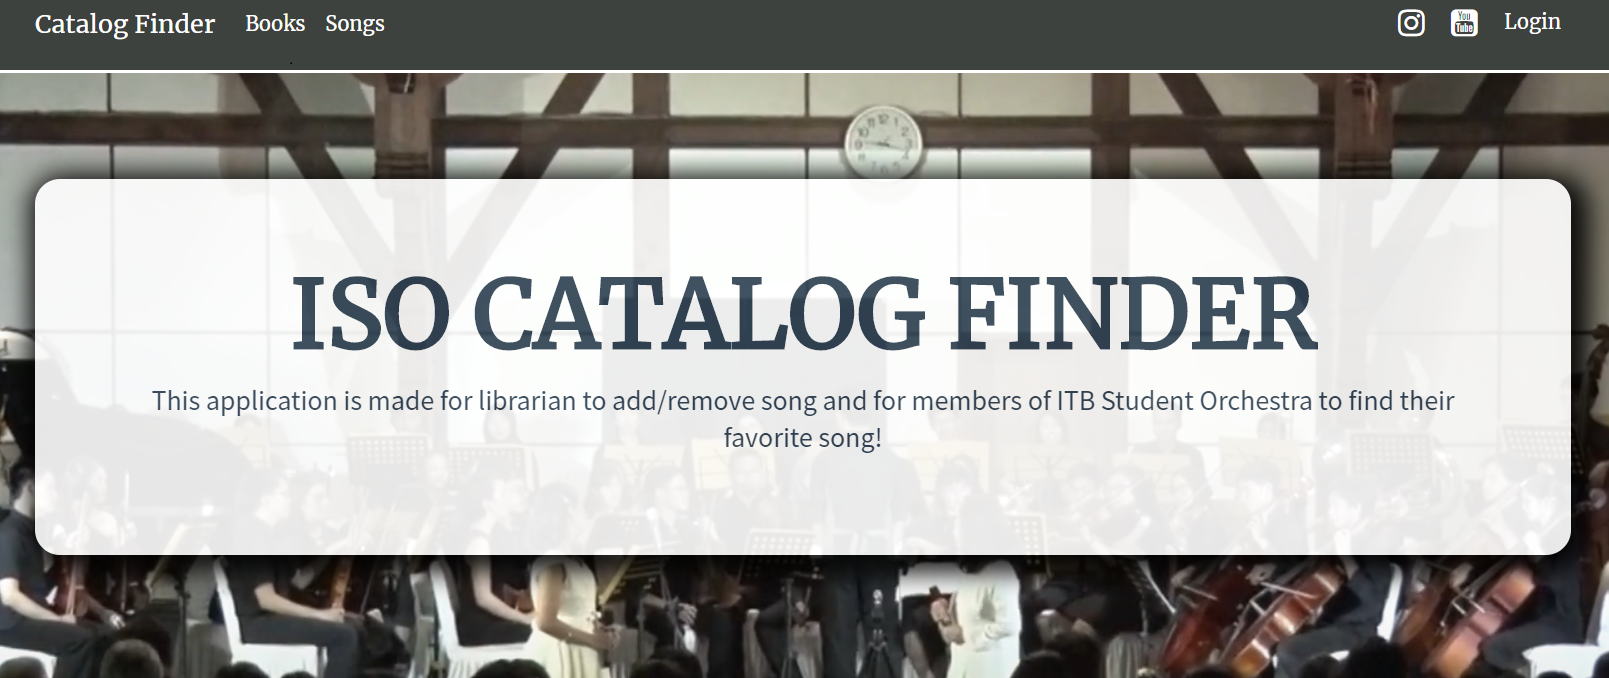 Catalog Finder Books Songs You Tube Login
ISO CATALOG FINDER
This application is made for librarian to add/remove song and for members of ITB Student Orchestra to find their
favorite song!